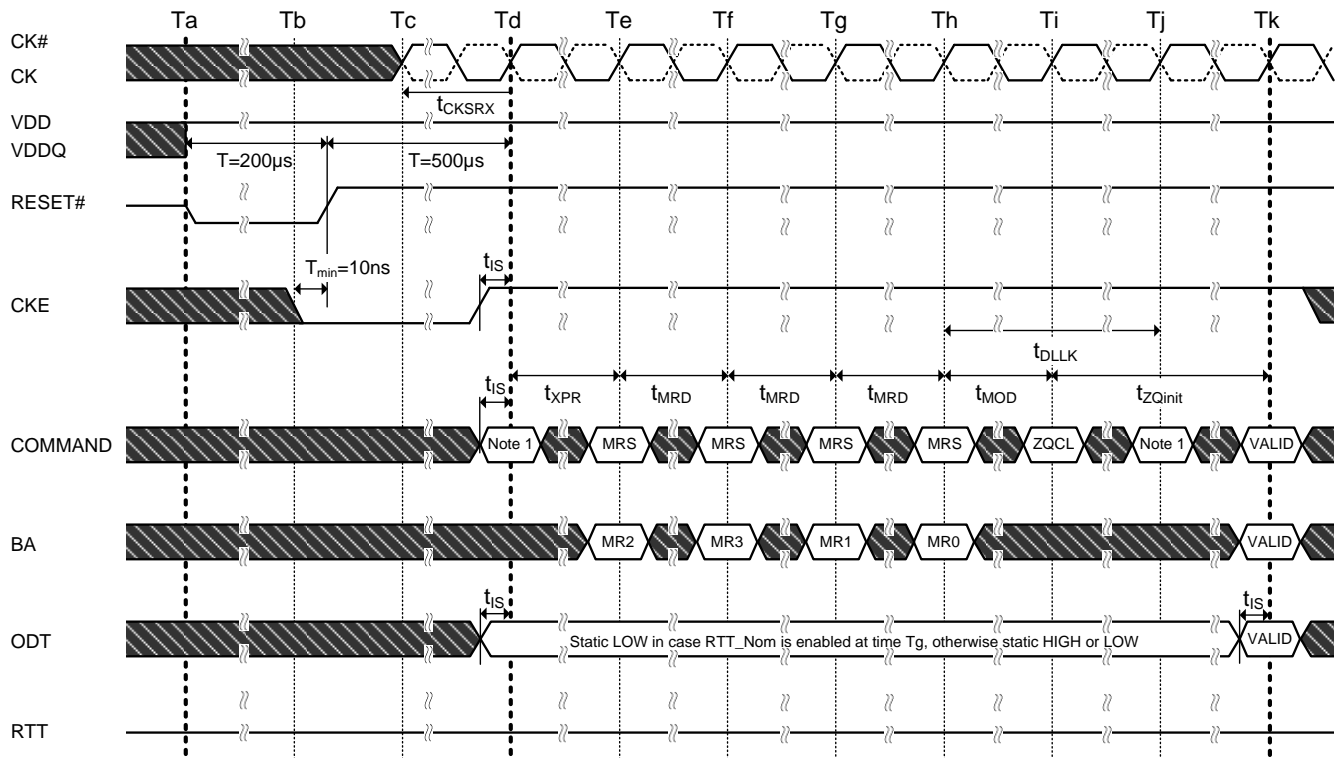 Ta Tb Tc Td Te Tf Tg Th Ti Tj Tk
CK#
CK
tCKSRX
VDD
VDDQ
T=200µs T=500µs
RESET#
Tmin=10ns tIS
CKE
tDLLK
tIS tXPR tMRD tMRD tMRD tMOD tZQinit
COMMAND Note 1 MRS MRS MRS MRS ZQCL Note 1 VALID
BA MR2 MR3 MR1 MR0 VALID
tIS tIS
ODT Static LOW in case RTT_Nom is enabled at time Tg, otherwise static HIGH or LOW VALID
RTT